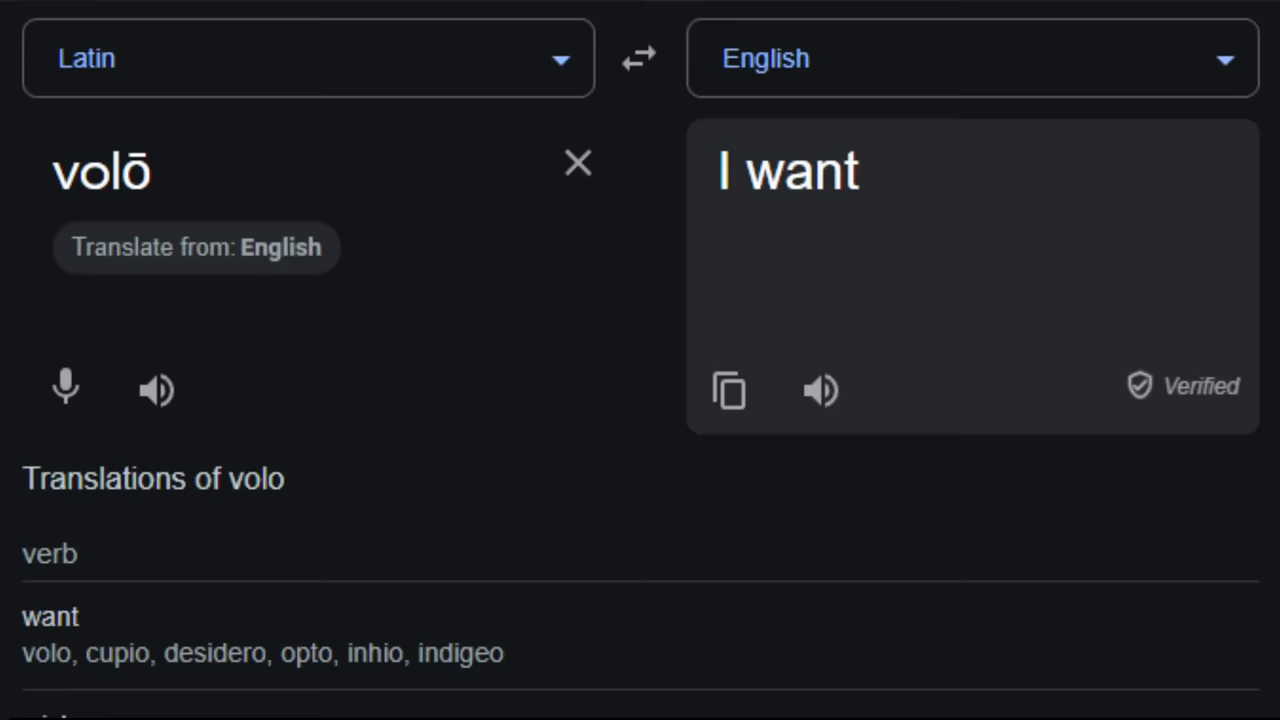 Latin
English
volō
I want
Translate from: English
Verified
Translations of volo
verb
want
volo, cupio, desidero, opto, inhio, indigeo